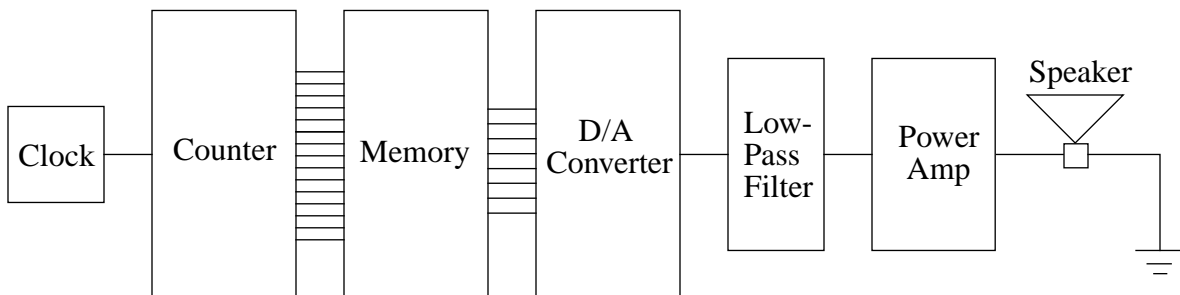 Clock
Counter
Memory
D/A
Converter
Low-
Pass
Filter
Power
Amp
Speaker